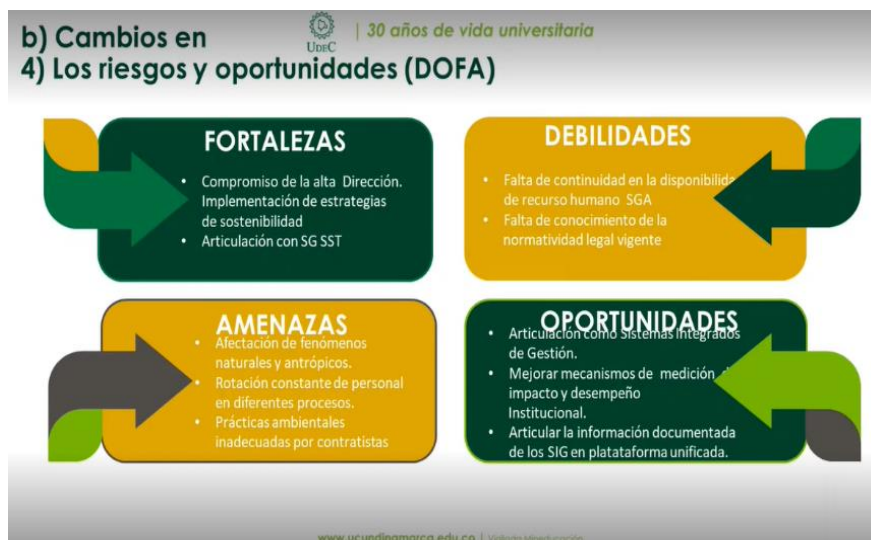 b) Cambios en
4) Los riesgos y oportunidades (DOFA)
UDEC
| 30 años de vida universitaria
FORTALEZAS
• Compromiso de la alta Dirección.
Implementación de estrategias
de sostenibilidad
• Articulación con SG SST
DEBILIDADES
• Falta de continuidad en la
de recurso humano SGA
• Falta de conocimiento de la
normatividad legal vigente
AMENAZAS
• Afectación de fenómenos
naturales y antrópicos.
• Rotación constante de personal
en diferentes procesos.
• Prácticas ambientales
inadecuadas por contratistas
OPORTUNIDADES
• Articulación como Sistemas Integrados
de Gestión.
• Mejorar mecanismos de medición
impacto y desempeño
Institucional.
• Articular la información documentada
de los SIG en platataforma unificada.
www.ucundinamarca.edu.co | Vigilada Mineducación